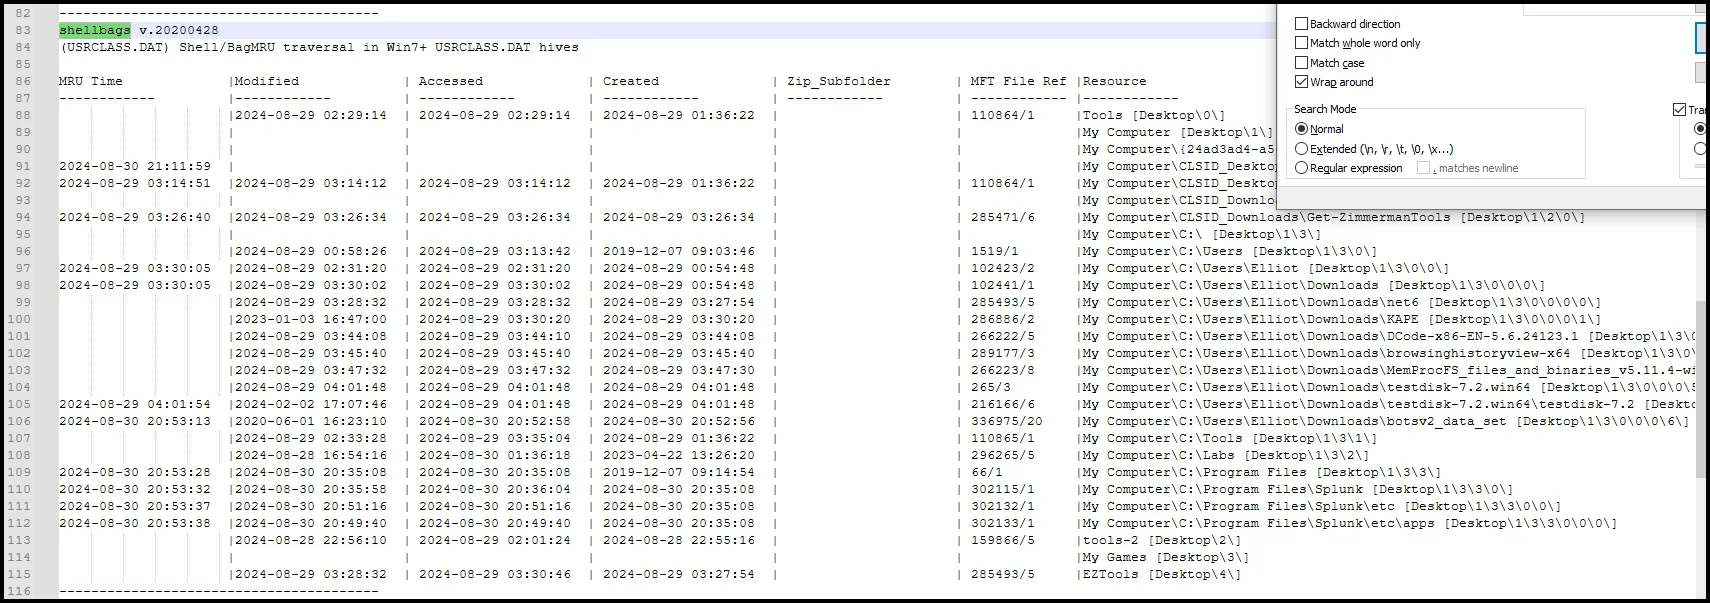 82 ----------------------------------------
83 shellbags v.20200428
84 (USRCLASS.DAT) Shell/BagMRU traversal in Win7+ USRCLASS.DAT hives
85
86 MRU Time |Modified | Accessed | Created | Zip_Subfolder | MFT File Ref |Resource
87 ------------ |------------ | ------------ | ------------ | ------------ | ------------ |------------
88 |2024-08-29 02:29:14 | 2024-08-29 02:29:14 | 2024-08-29 01:36:22 | | 110864/1 |Tools [Desktop\0\]
89 | | | | | |My Computer [Desktop\1\]
90 | | | | | |My Computer\{24ad3ad4-a5
91 2024-08-30 21:11:59 | | | | | |My Computer\CLSID_Deskto
92 2024-08-29 03:14:51 |2024-08-29 03:14:12 | 2024-08-29 03:14:12 | 2024-08-29 01:36:22 | | 110864/1 |My Computer\CLSID_Deskto
93 | | | | | |My Computer\CLSID_Downlo
94 2024-08-29 03:26:40 |2024-08-29 03:26:34 | 2024-08-29 03:26:34 | 2024-08-29 03:26:34 | | 285471/6 |My Computer\CLSID_Downloads\Get-ZimmermanTools [Desktop\1\2\0\]
95 | | | | | |My Computer\C:\ [Desktop\1\3\]
96 |2024-08-29 00:58:26 | 2024-08-29 03:13:42 | 2019-12-07 09:03:46 | | 1519/1 |My Computer\C:\Users [Desktop\1\3\0\]
97 2024-08-29 03:30:05 |2024-08-29 02:31:20 | 2024-08-29 02:31:20 | 2024-08-29 00:54:48 | | 102423/2 |My Computer\C:\Users\Elliot [Desktop\1\3\0\0\]
98 2024-08-29 03:30:05 |2024-08-29 03:30:02 | 2024-08-29 03:30:02 | 2024-08-29 00:54:48 | | 102441/1 |My Computer\C:\Users\Elliot\Downloads [Desktop\1\3\0\0\0\]
99 |2024-08-29 03:28:32 | 2024-08-29 03:28:32 | 2024-08-29 03:27:54 | | 285493/5 |My Computer\C:\Users\Elliot\Downloads\net6 [Desktop\1\3\0\0\0\0\]
100 |2023-01-03 16:47:00 | 2024-08-29 03:30:20 | 2024-08-29 03:30:20 | | 286886/2 |My Computer\C:\Users\Elliot\Downloads\KAPE [Desktop\1\3\0\0\0\1\]
101 |2024-08-29 03:44:08 | 2024-08-29 03:44:10 | 2024-08-29 03:44:08 | | 266222/5 |My Computer\C:\Users\Elliot\Downloads\DCode-x86-EN-5.6.24123.1 [Desktop\1\3\0
102 |2024-08-29 03:45:40 | 2024-08-29 03:45:40 | 2024-08-29 03:45:40 | | 289177/3 |My Computer\C:\Users\Elliot\Downloads\browsinghistoryview-x64 [Desktop\1\3\0\
103 |2024-08-29 03:47:32 | 2024-08-29 03:47:32 | 2024-08-29 03:47:30 | | 266223/8 |My Computer\C:\Users\Elliot\Downloads\MemProcFS_files_and_binaries_v5.11.4-wi
104 |2024-08-29 04:01:48 | 2024-08-29 04:01:48 | 2024-08-29 04:01:48 | | 265/3 |My Computer\C:\Users\Elliot\Downloads\testdisk-7.2.win64 [Desktop\1\3\0\0\0\5
105 2024-08-29 04:01:54 |2024-02-02 17:07:46 | 2024-08-29 04:01:48 | 2024-08-29 04:01:48 | | 216166/6 |My Computer\C:\Users\Elliot\Downloads\testdisk-7.2.win64\testdisk-7.2 [Deskto
106 2024-08-30 20:53:13 |2020-06-01 16:23:10 | 2024-08-30 20:52:58 | 2024-08-30 20:52:56 | | 336975/20 |My Computer\C:\Users\Elliot\Downloads\botsv2_data_set [Desktop\1\3\0\0\0\6\]
107 |2024-08-29 02:33:28 | 2024-08-29 03:35:04 | 2024-08-29 01:36:22 | | 110865/1 |My Computer\C:\Tools [Desktop\1\3\1\]
108 |2024-08-28 16:54:16 | 2024-08-30 01:36:18 | 2023-04-22 13:26:20 | | 296265/5 |My Computer\C:\Labs [Desktop\1\3\2\]
109 2024-08-30 20:53:28 |2024-08-30 20:35:08 | 2024-08-30 20:35:08 | 2019-12-07 09:14:54 | | 66/1 |My Computer\C:\Program Files [Desktop\1\3\3\]
110 2024-08-30 20:53:32 |2024-08-30 20:35:58 | 2024-08-30 20:36:04 | 2024-08-30 20:35:08 | | 302115/1 |My Computer\C:\Program Files\Splunk [Desktop\1\3\3\0\]
111 2024-08-30 20:53:37 |2024-08-30 20:51:16 | 2024-08-30 20:51:16 | 2024-08-30 20:35:08 | | 302132/1 |My Computer\C:\Program Files\Splunk\etc [Desktop\1\3\3\0\0\]
112 2024-08-30 20:53:38 |2024-08-30 20:49:40 | 2024-08-30 20:49:40 | 2024-08-30 20:35:08 | | 302133/1 |My Computer\C:\Program Files\Splunk\etc\apps [Desktop\1\3\3\0\0\0\]
113 |2024-08-28 22:56:10 | 2024-08-29 02:01:24 | 2024-08-28 22:55:16 | | 159866/5 |tools-2 [Desktop\2\]
114 | | | | | |My Games [Desktop\3\]
115 |2024-08-29 03:28:32 | 2024-08-29 03:30:46 | 2024-08-29 03:27:54 | | 285493/5 |EZTools [Desktop\4\]
116 ----------------------------------------
Backward direction
Match whole word only
Match case
Wrap around
Search Mode
Normal
Extended (\n, \r, \t, \0, \x...)
Regular expression . matches newline
Tra